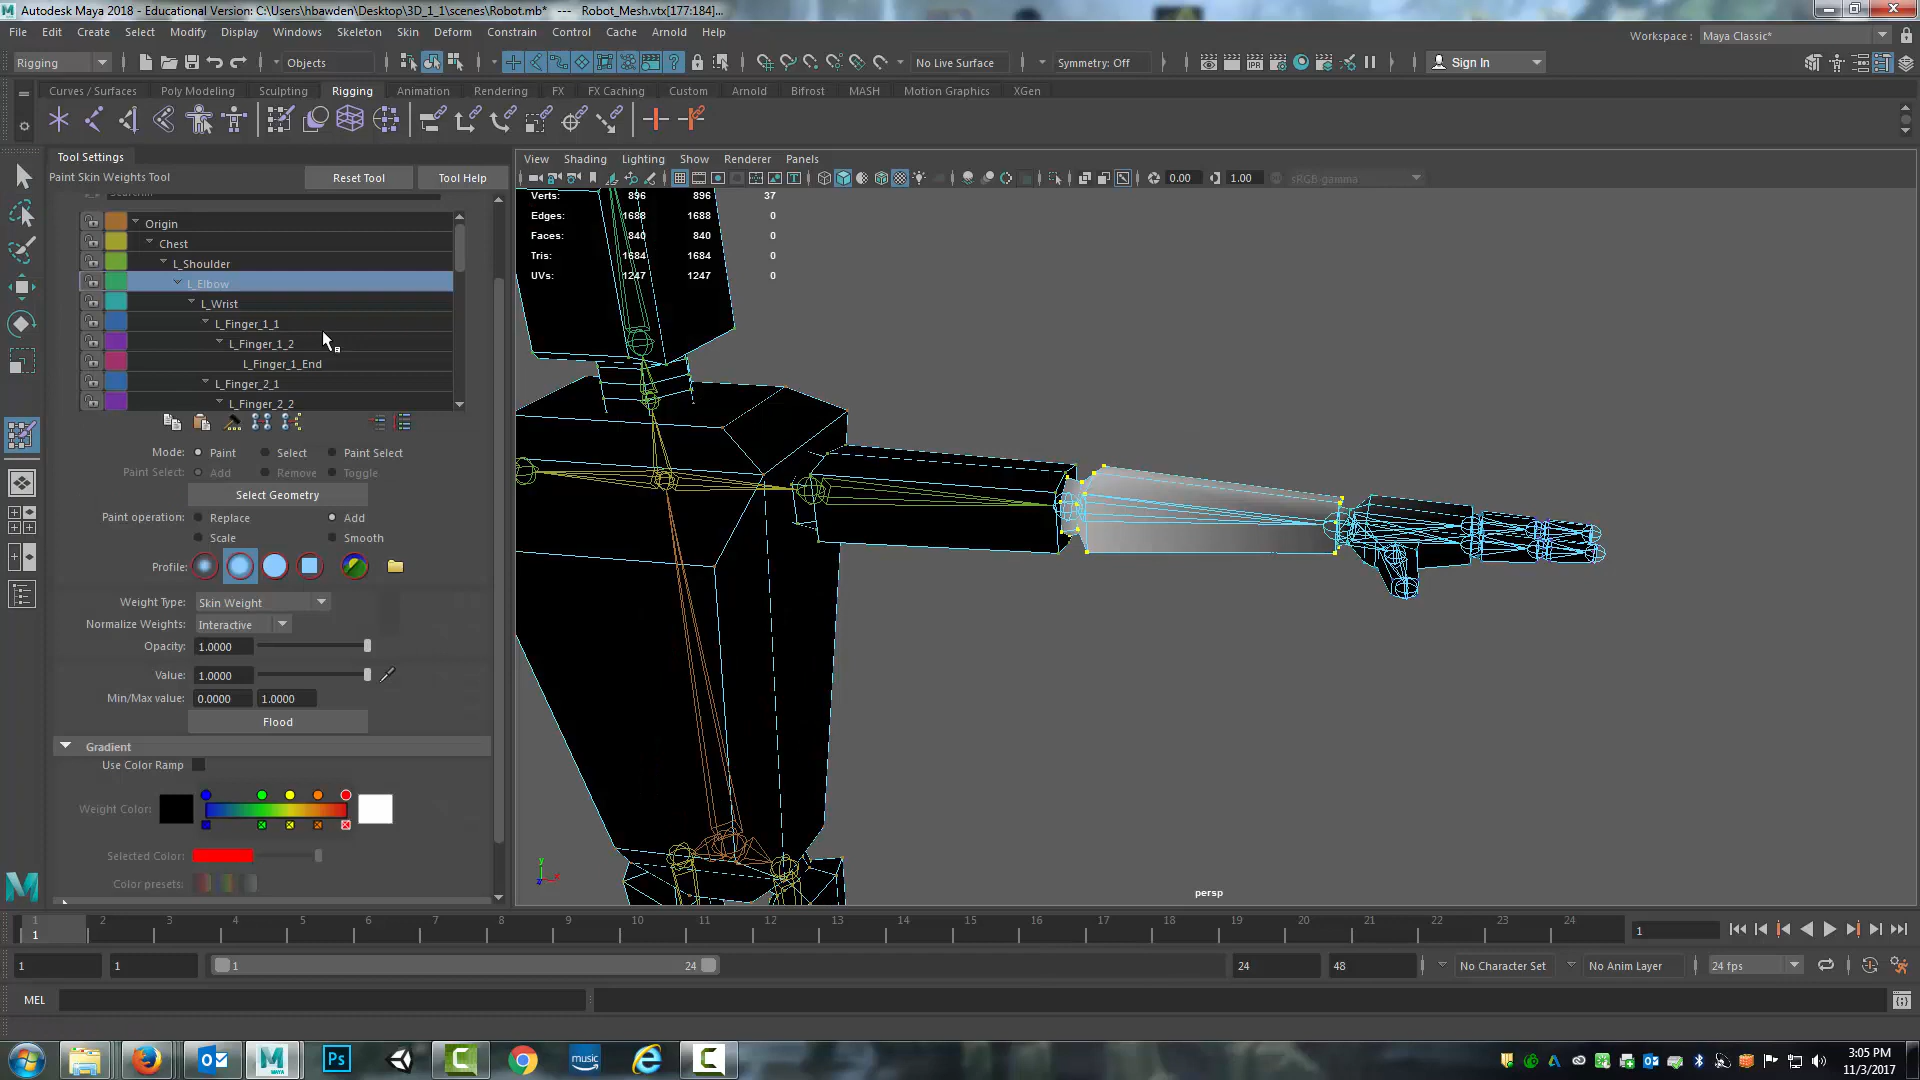 Autodesk Maya 2018 - Educational Version: C:\Users\hbawden\Desktop\3D_1_1\scenes\Robot.mb*   ---   Robot_Mesh.vtx[177:184]...
File Edit Create Select Modify Display Windows Skeleton Skin Deform Constrain Control Cache Arnold Help
Workspace : Maya Classic*
Rigging Objects No Live Surface Symmetry: Off Sign In
Curves / Surfaces Poly Modeling Sculpting Rigging Animation Rendering FX FX Caching Custom Arnold Bifrost MASH Motion Graphics XGen
Tool Settings
Paint Skin Weights Tool Reset Tool Tool Help
View Shading Lighting Show Renderer Panels
0.00 1.00 sRGB gamma
Verts: 896 896 37
Edges: 1688 1688 0
Faces: 840 840 0
Tris: 1684 1684 0
UVs: 1247 1247 0
Origin
Chest
L_Shoulder
L_Elbow
L_Wrist
L_Finger_1_1
L_Finger_1_2
L_Finger_1_End
L_Finger_2_1
L_Finger_2_2
Mode: Paint Select Paint Select
Paint Select: Add Remove Toggle
Select Geometry
Paint operation: Replace Add
Scale Smooth
Profile:
Weight Type: Skin Weight
Normalize Weights: Interactive
Opacity: 1.0000
Value: 1.0000
Min/Max value: 0.0000 1.0000
Flood
Gradient
Use Color Ramp
Weight Color:
Selected Color:
Color presets:
y
persp
1 2 3 4 5 6 7 8 9 10 11 12 13 14 15 16 17 18 19 20 21 22 23 24
1 1
1 1 1 24 24 48 No Character Set No Anim Layer 24 fps
MEL
Ps music
3:05 PM
11/3/2017